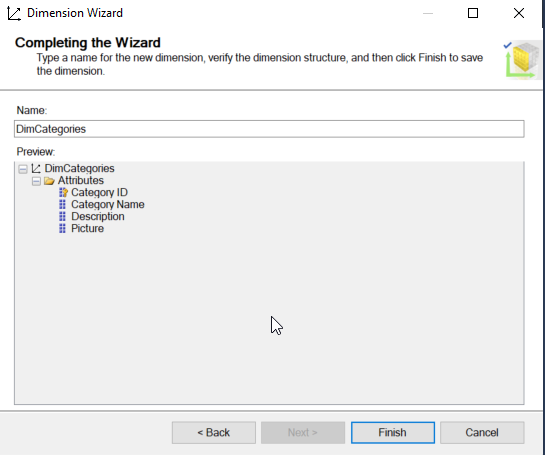 Dimension Wizard
Completing the Wizard
Type a name for the new dimension, verify the dimension structure, and then click Finish to save
the dimension.
Name:
DimCategories
Preview:
DimCategories
Attributes
Category ID
Category Name
Description
Picture
< Back
Next >
Finish
Cancel